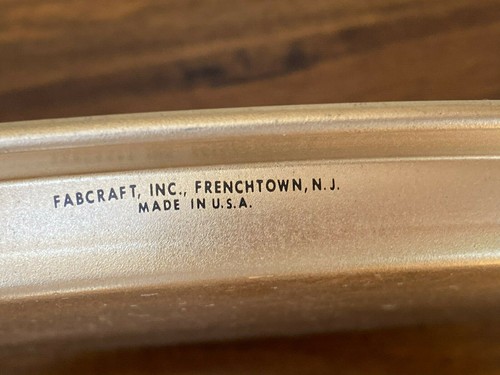 FABCRAFT, INC., FRENCHTOWN, N.J.
MADE IN U.S.A.